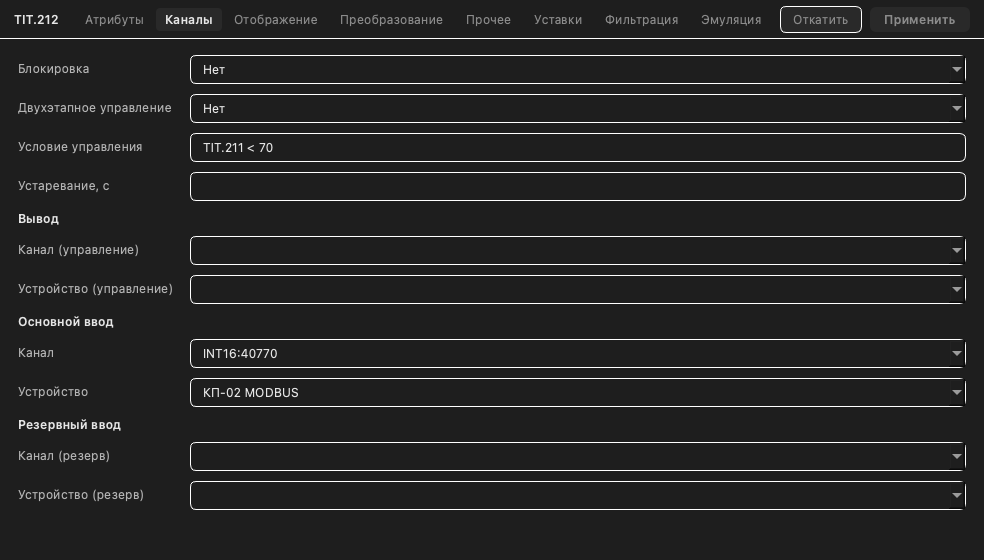 TIT.212 Атрибуты Каналы Отображение Преобразование Прочее Уставки Фильтрация Эмуляция Откатить Применить
Блокировка Нет
Двухэтапное управление Нет
Условие управления TIT.211 < 70
Устаревание, с
Вывод
Канал (управление)
Устройство (управление)
Основной ввод
Канал INT16:40770
Устройство КП-02 MODBUS
Резервный ввод
Канал (резерв)
Устройство (резерв)